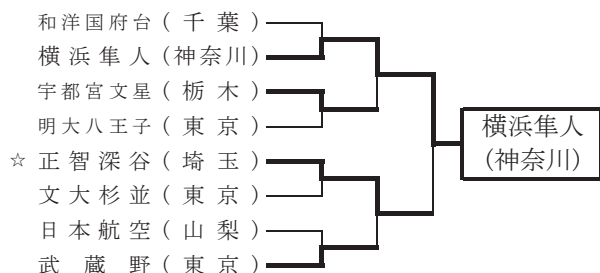 和洋国府台(千葉)
横浜隼人(神奈川)
宇都宮文星(栃木)
明大八王子(東京)
☆正智深谷(埼玉)
文大杉並(東京)
日本航空(山梨)
武蔵野(東京)
横浜隼人
(神奈川)